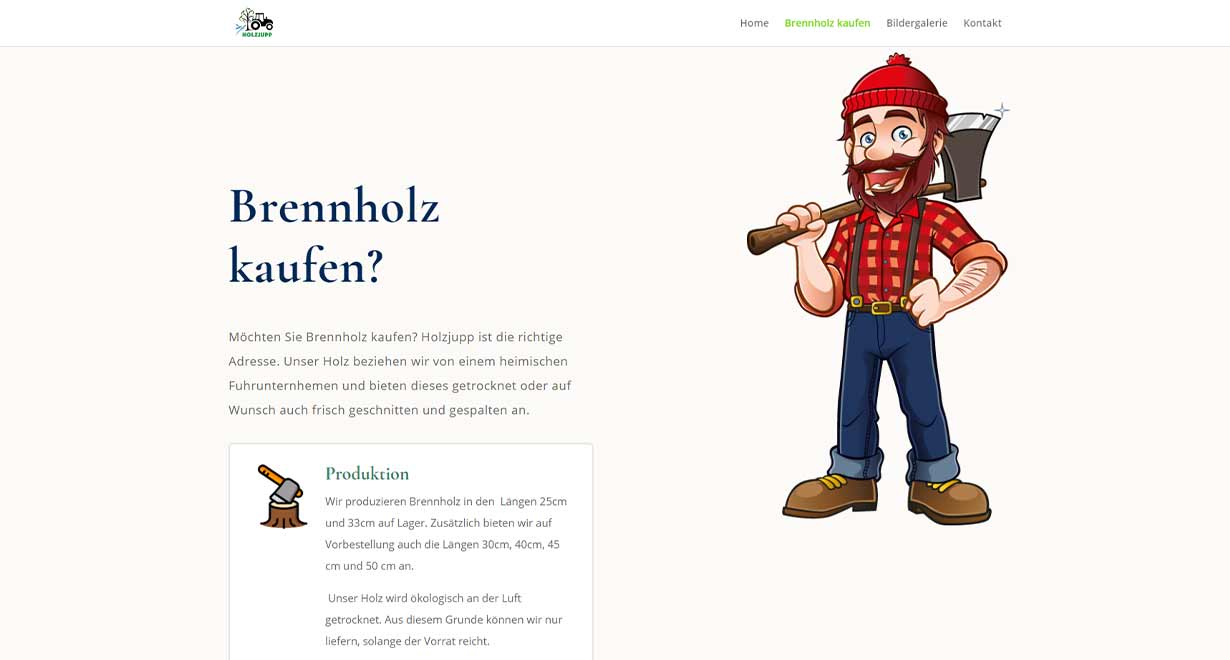 HOLZJUPP
Home Brennholz kaufen Bildergalerie Kontakt
Brennholz
kaufen?
Möchten Sie Brennholz kaufen? Holzjupp ist die richtige
Adresse. Unser Holz beziehen wir von einem heimischen
Fuhrunternhemen und bieten dieses getrocknet oder auf
Wunsch auch frisch geschnitten und gespalten an.
Produktion
Wir produzieren Brennholz in den Längen 25cm
und 33cm auf Lager. Zusätzlich bieten wir auf
Vorbestellung auch die Längen 30cm, 40cm, 45
cm und 50 cm an.
Unser Holz wird ökologisch an der Luft
getrocknet. Aus diesem Grunde können wir nur
liefern, solange der Vorrat reicht.